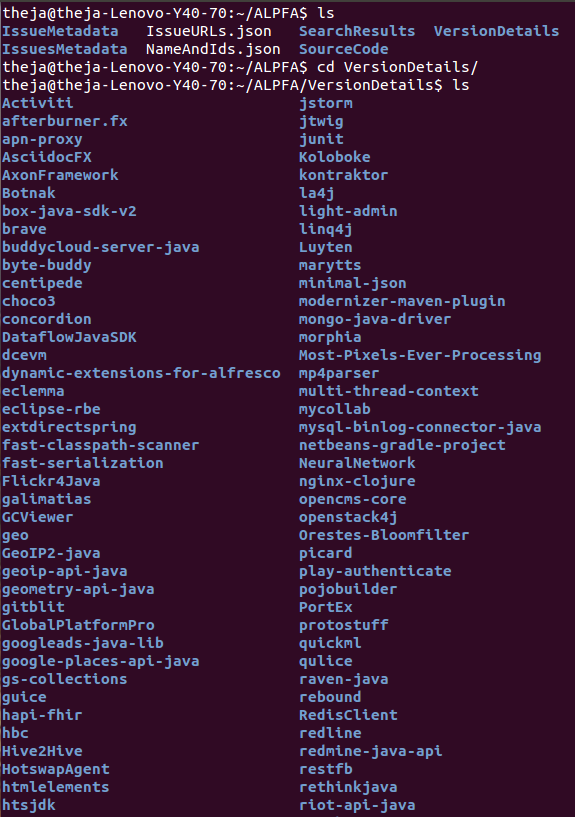 theja@theja-Lenovo-Y40-70:~/ALPFA$ ls
IssueMetadata   IssueURLs.json   SearchResults  VersionDetails
IssuesMetadata  NameAndIds.json  SourceCode
theja@theja-Lenovo-Y40-70:~/ALPFA$ cd VersionDetails/
theja@theja-Lenovo-Y40-70:~/ALPFA/VersionDetails$ ls
Activiti                         jstorm
afterburner.fx                   jtwig
apn-proxy                        junit
AsciidocFX                       Koloboke
AxonFramework                    kontraktor
Botnak                           la4j
box-java-sdk-v2                  light-admin
brave                            linq4j
buddycloud-server-java           Luyten
byte-buddy                       marytts
centipede                        minimal-json
choco3                           modernizer-maven-plugin
concordion                       mongo-java-driver
DataflowJavaSDK                  morphia
dcevm                            Most-Pixels-Ever-Processing
dynamic-extensions-for-alfresco  mp4parser
eclemma                          multi-thread-context
eclipse-rbe                      mycollab
extdirectspring                  mysql-binlog-connector-java
fast-classpath-scanner           netbeans-gradle-project
fast-serialization               NeuralNetwork
Flickr4Java                      nginx-clojure
galimatias                       opencms-core
GCViewer                         openstack4j
geo                              Orestes-Bloomfilter
GeoIP2-java                      picard
geoip-api-java                   play-authenticate
geometry-api-java                pojobuilder
gitblit                          PortEx
GlobalPlatformPro                protostuff
googleads-java-lib               quickml
google-places-api-java           qulice
gs-collections                   raven-java
guice                            rebound
hapi-fhir                        RedisClient
hbc                              redline
Hive2Hive                        redmine-java-api
HotswapAgent                     restfb
htmlelements                     rethinkjava
htsjdk                           riot-api-java